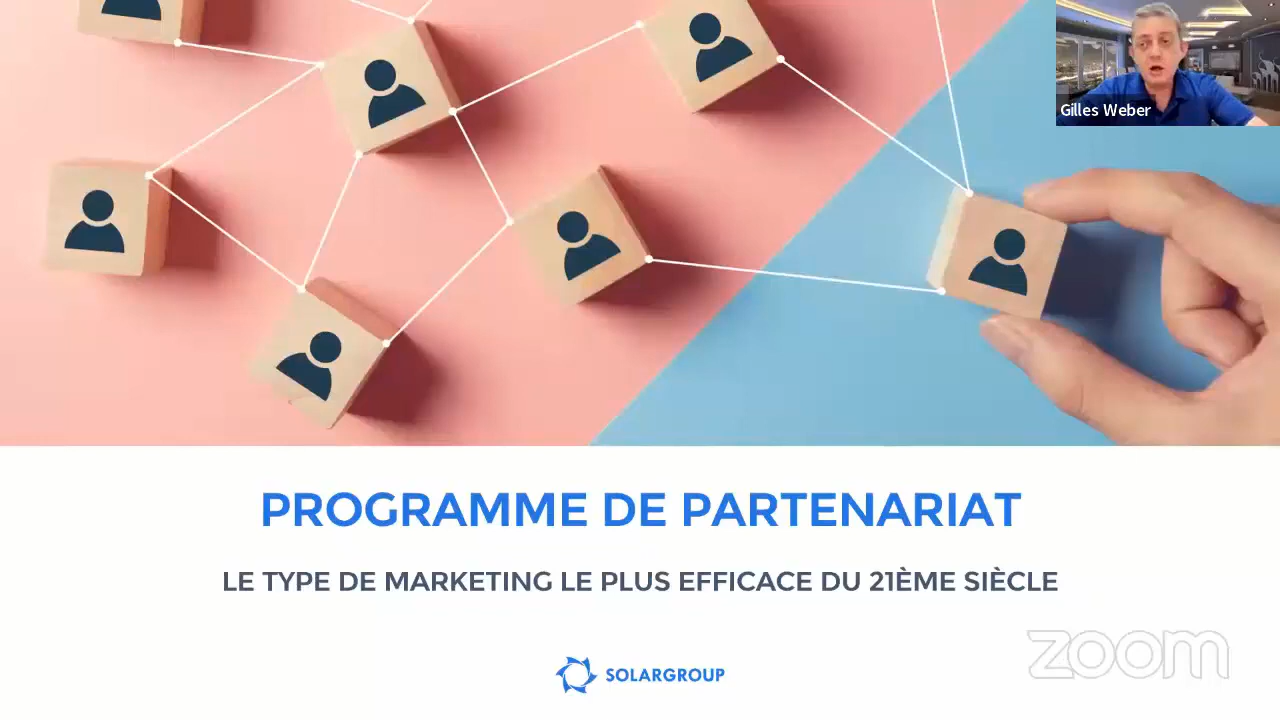 Gilles Weber
PROGRAMME DE PARTENARIAT
LE TYPE DE MARKETING LE PLUS EFFICACE DU 21ÈME SIÈCLE
SOLARGROUP
zoom